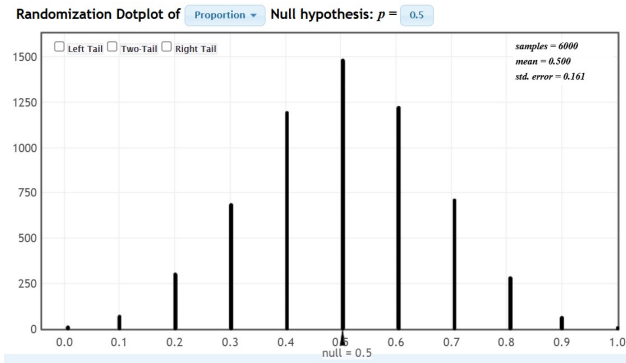 Randomization Dotplot of Proportion ▾ Null hypothesis: p = 0.5
Left Tail Two-Tail Right Tail
samples = 6000
mean = 0.500
std. error = 0.161
1500
1250
1000
750
500
250
0
0.0 0.1 0.2 0.3 0.4 0.5 0.6 0.7 0.8 0.9 1.0
null = 0.5